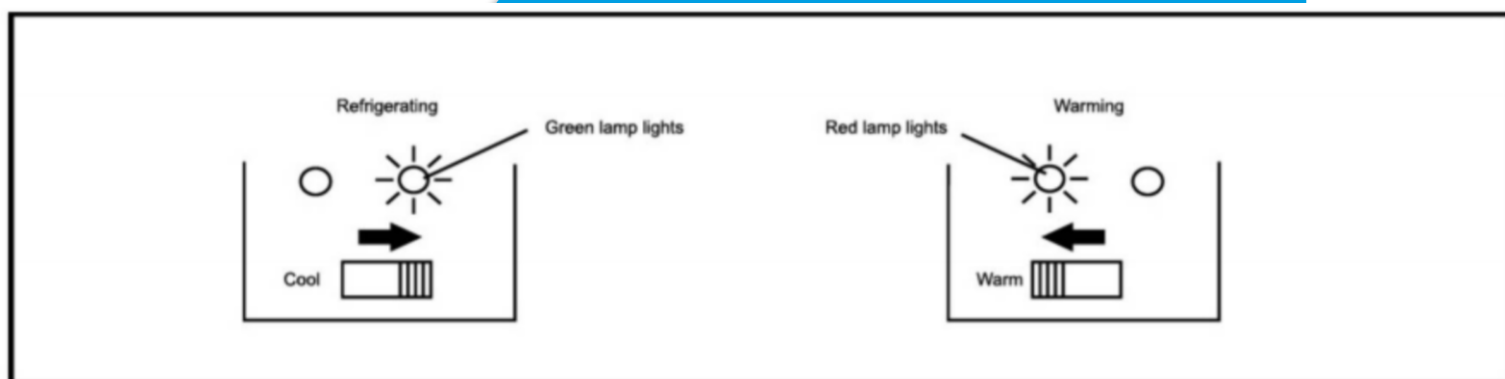 Refrigerating
Green lamp lights
Cool
Warming
Red lamp lights
Warm